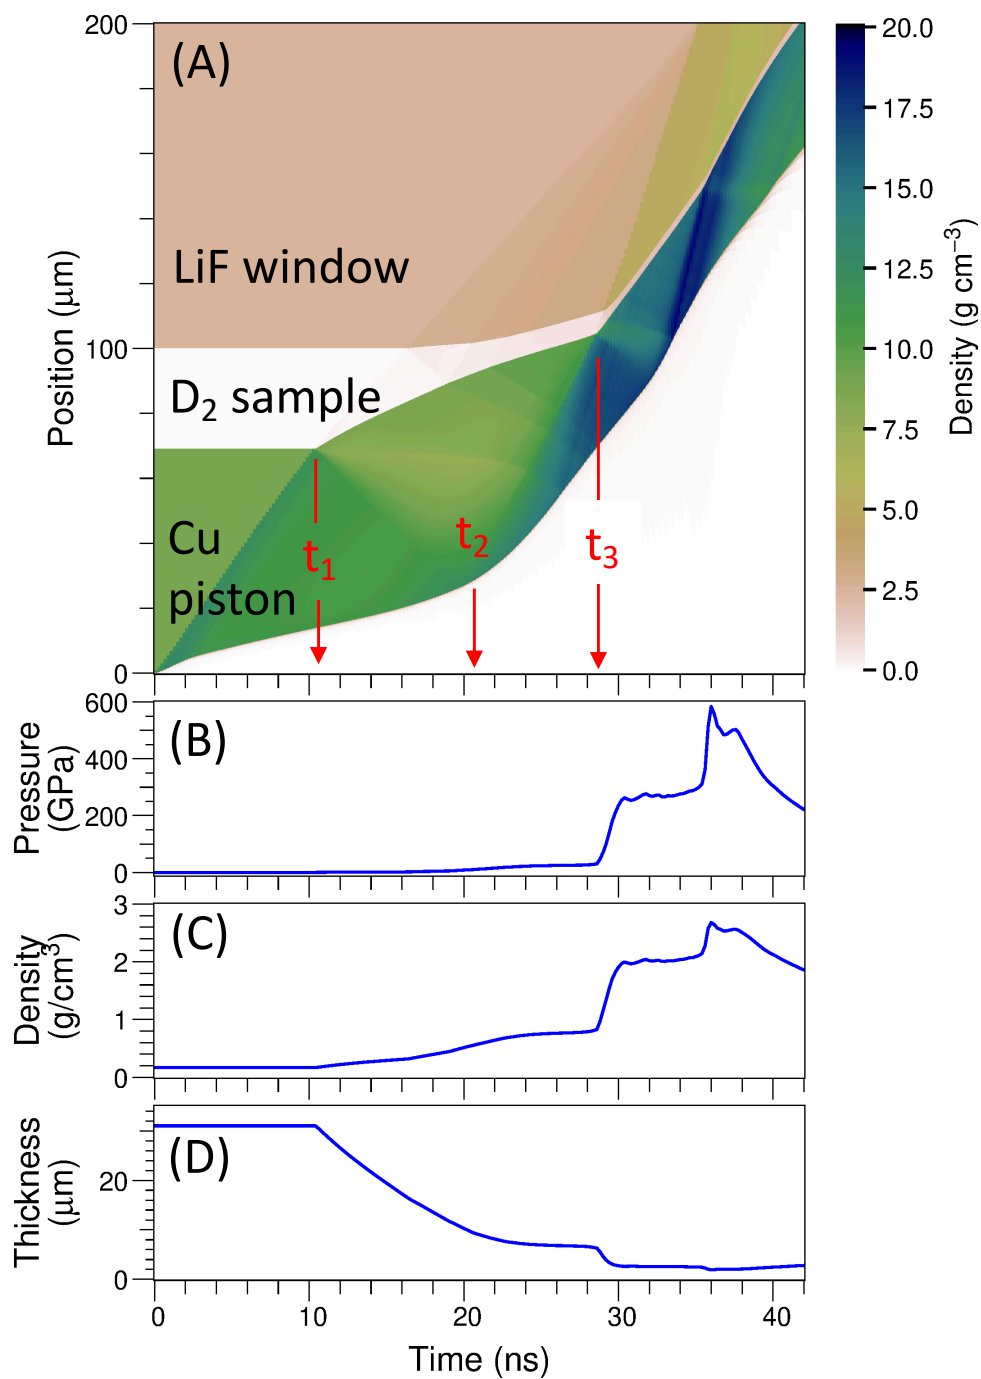 (A)
200
100
0
Position (μm)
LiF window
D₂ sample
Cu
piston
t₁
t₂
t₃
20.0
17.5
15.0
12.5
10.0
7.5
5.0
2.5
0.0
Density (g cm⁻³)
(B)
600
400
200
0
Pressure
(GPa)
(C)
3
2
1
0
Density
(g/cm³)
(D)
20
0
Thickness
(μm)
0
10
20
30
40
Time (ns)